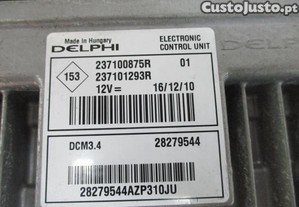 CustoJusto.pt
Made in Hungary
DELPHI
ELECTRONIC
CONTROL UNIT
153
237100875R 01
237101293R
12V= 16/12/10
DCM3.4 28279544
28279544AZP310JU